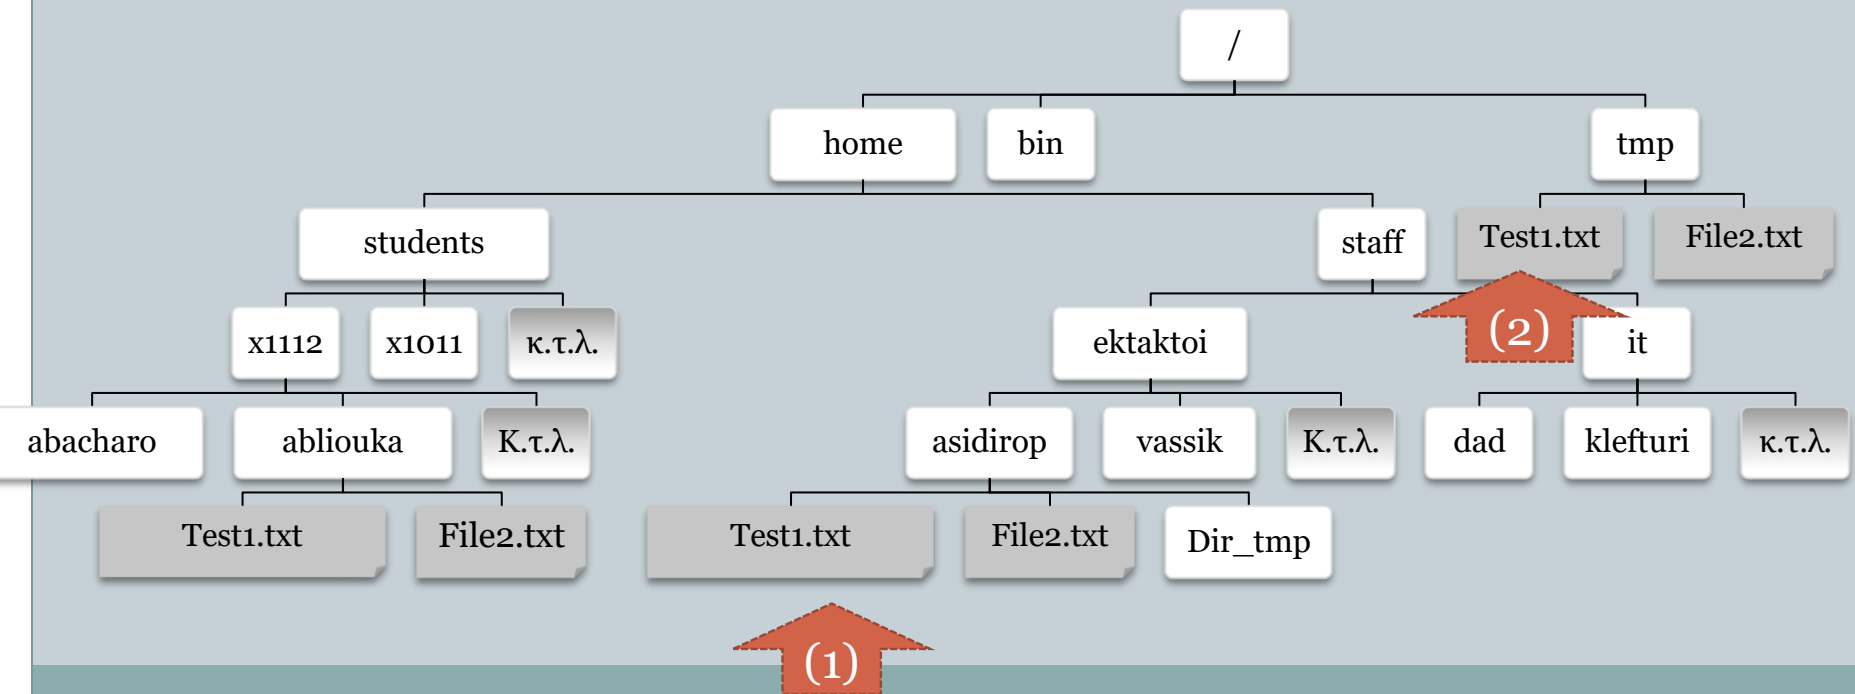 /
home
bin
tmp
students
staff
Test1.txt
File2.txt
x1112
x1011
κ.τ.λ.
ektaktoi
(2)
it
abacharo
abliouka
Κ.τ.λ.
asidirop
vassik
Κ.τ.λ.
dad
klefturi
κ.τ.λ.
Test1.txt
File2.txt
Test1.txt
File2.txt
Dir_tmp
(1)